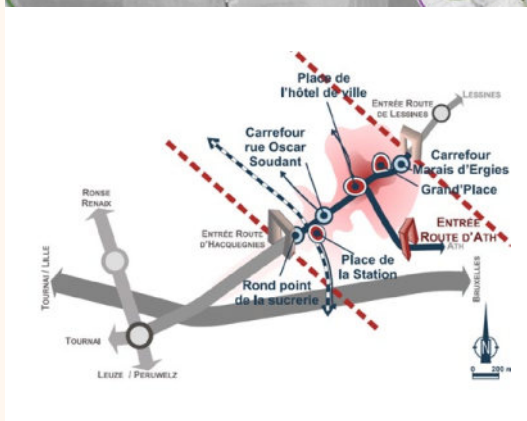 Place de
l'hôtel de ville
ENTRÉE ROUTE
DE LESSINES
LESSINES
Carrefour
rue Oscar
Soudant
Carrefour
Marais d'Ergies
Grand'Place
RONSE
RENAIX
ENTRÉE ROUTE
D'HACQUEGNIES
ENTRÉE
ROUTE D'ATH
ATH
Place de
la Station
Rond point
de la sucrerie
TOURNAI / LILLE
BRUXELLES
TOURNAI
LEUZE / PERUWELZ
N
0 200 m